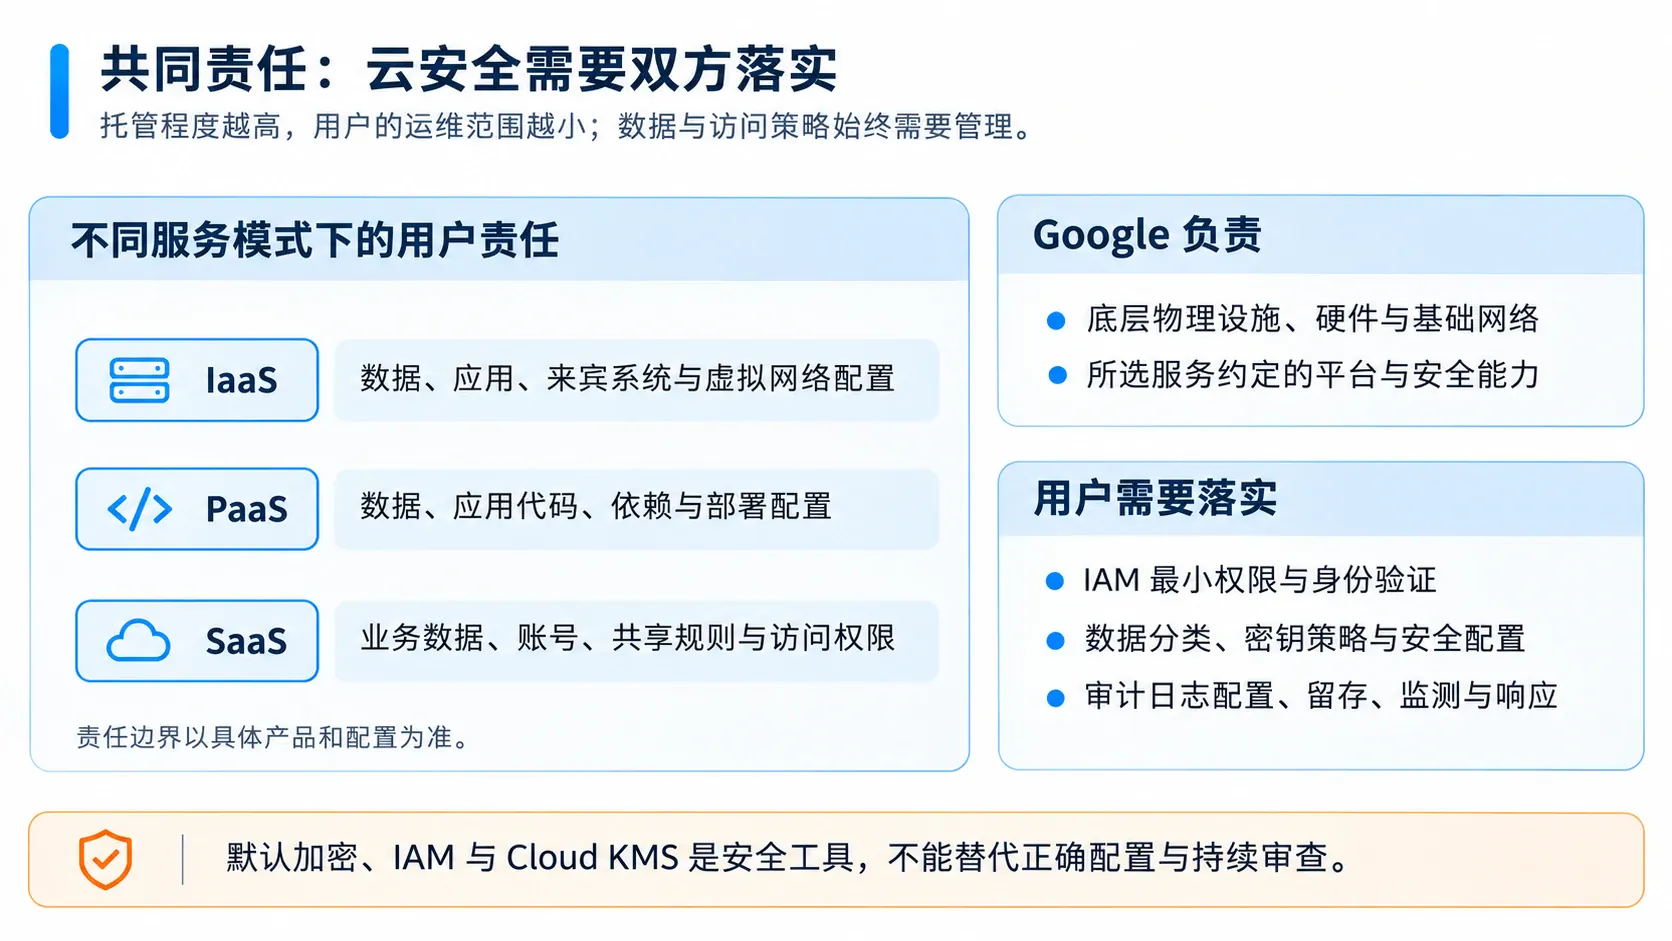 共同责任：云安全需要双方落实
托管程度越高，用户的运维范围越小；数据与访问策略始终需要管理。
不同服务模式下的用户责任
IaaS
数据、应用、来宾系统与虚拟网络配置
PaaS
数据、应用代码、依赖与部署配置
SaaS
业务数据、账号、共享规则与访问权限
责任边界以具体产品和配置为准。
Google 负责
底层物理设施、硬件与基础网络
所选服务约定的平台与安全能力
用户需要落实
IAM 最小权限与身份验证
数据分类、密钥策略与安全配置
审计日志配置、留存、监测与响应
默认加密、IAM 与 Cloud KMS 是安全工具，不能替代正确配置与持续审查。